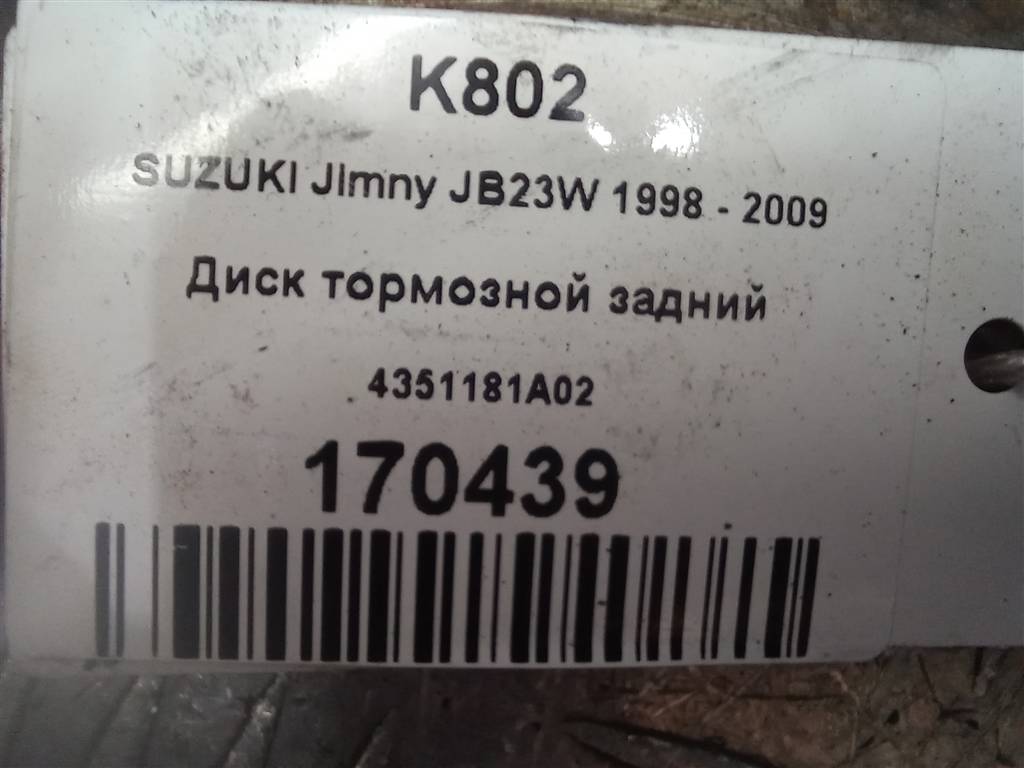 K802
SUZUKI JImny JB23W 1998 - 2009
Диск тормозной задний
4351181A02
170439